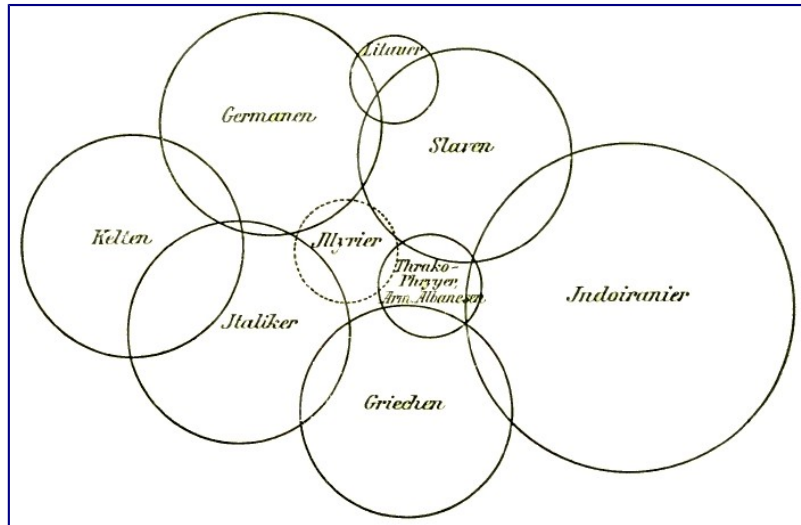 Litauer
Germanen
Slaven
Kelten
Jllyrier
Thrako-
Phryger,
Arm. Albanesen
Jndoiranier
Jtaliker
Griechen